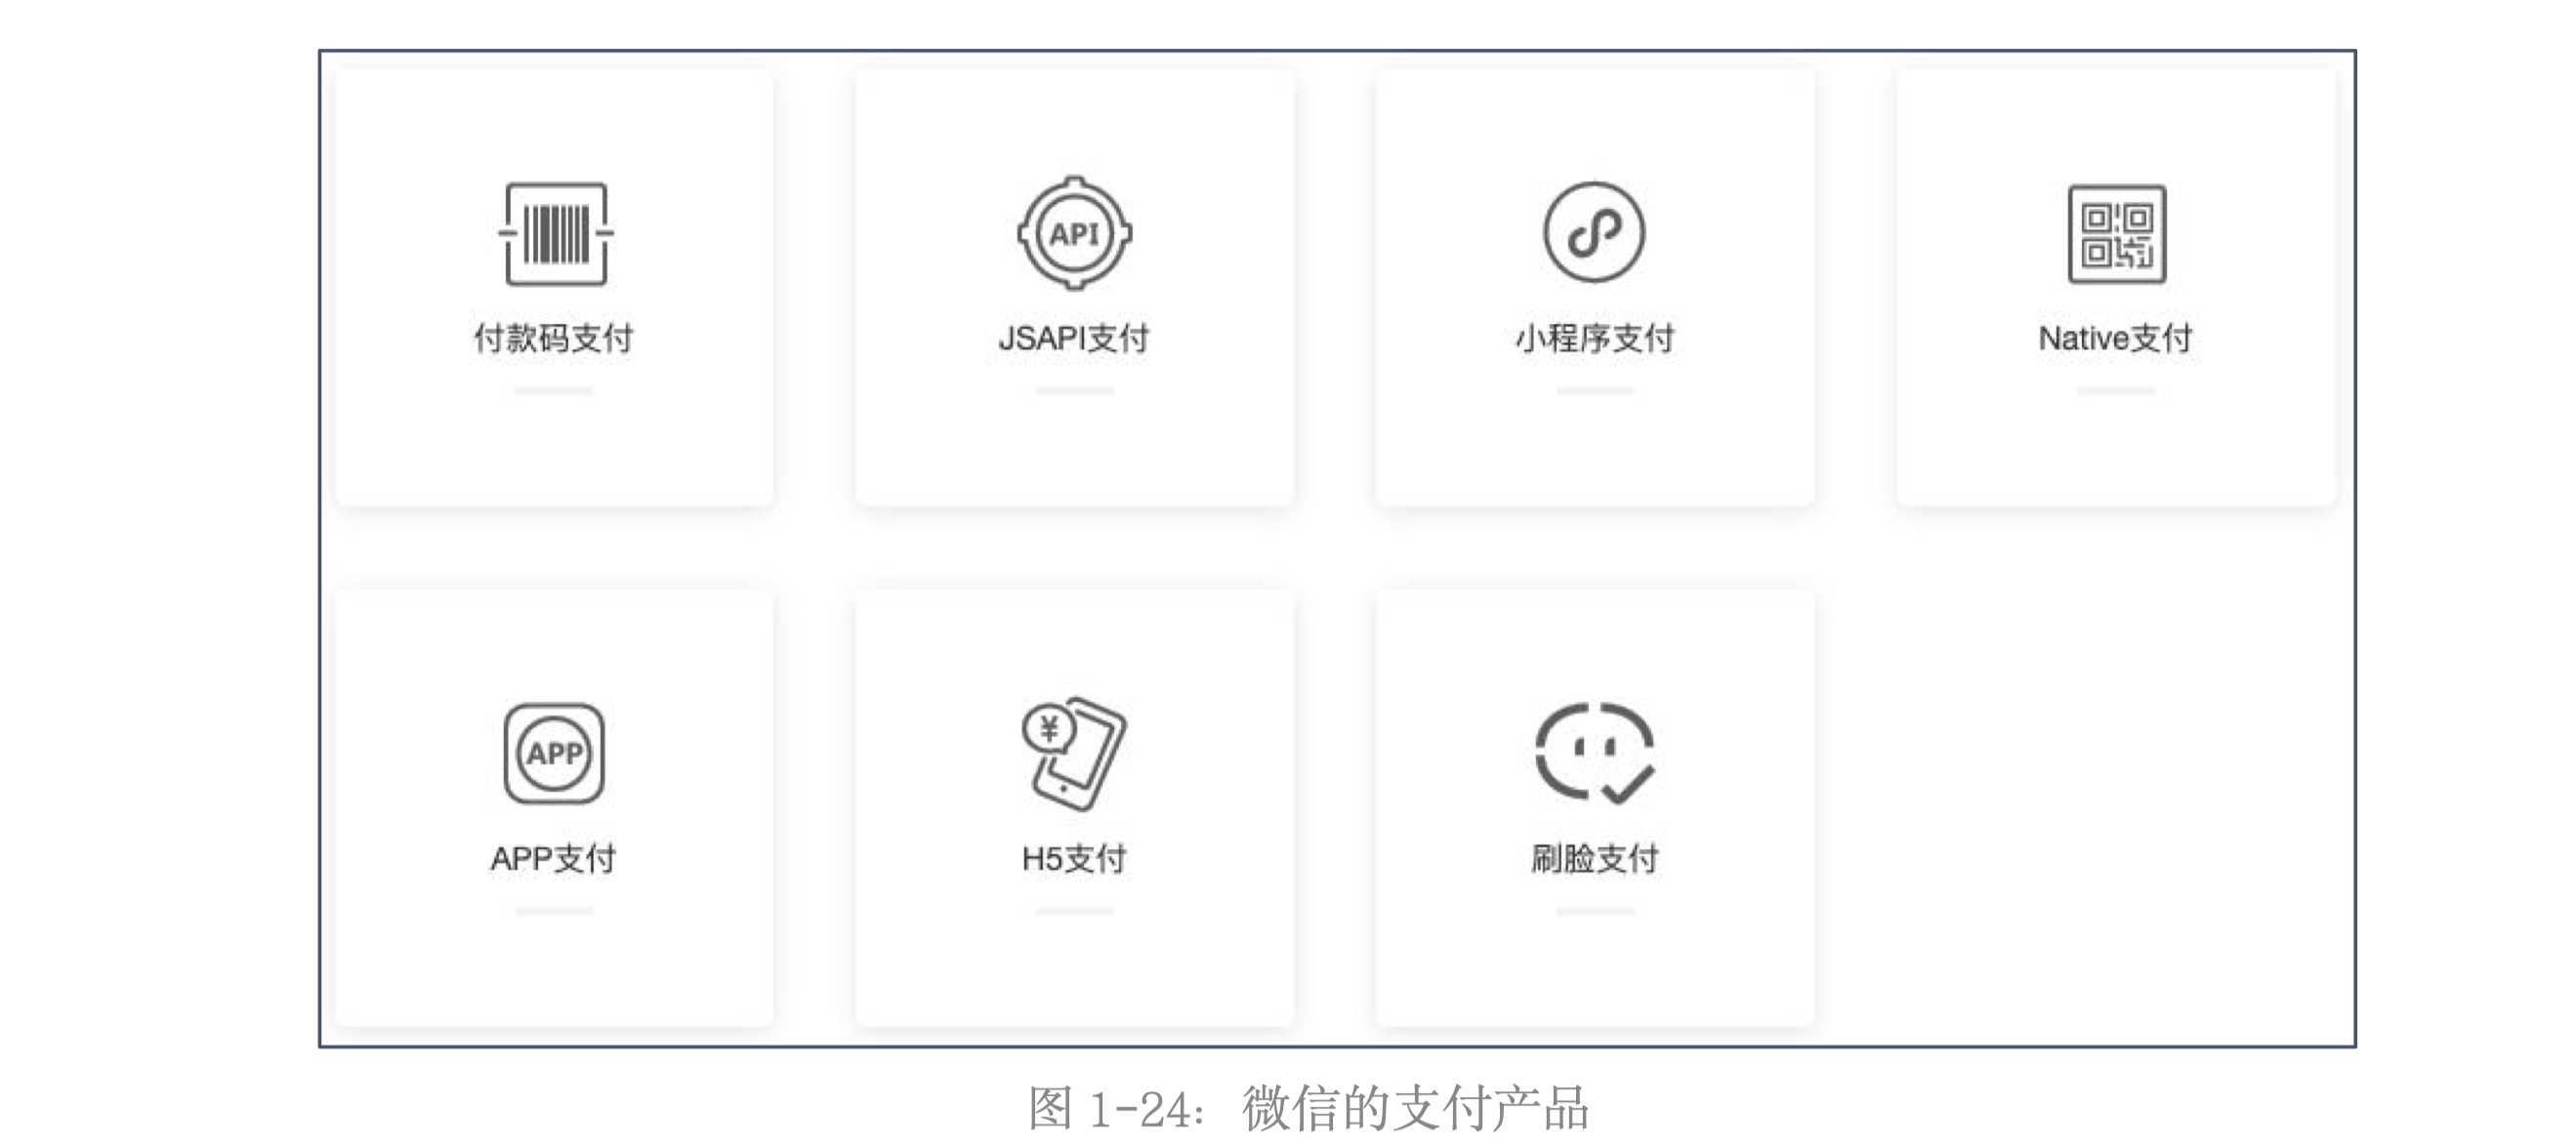 API
付款码支付
JSAPI支付
小程序支付
Native支付
APP
¥
APP支付
H5支付
刷脸支付
图 1-24: 微信的支付产品